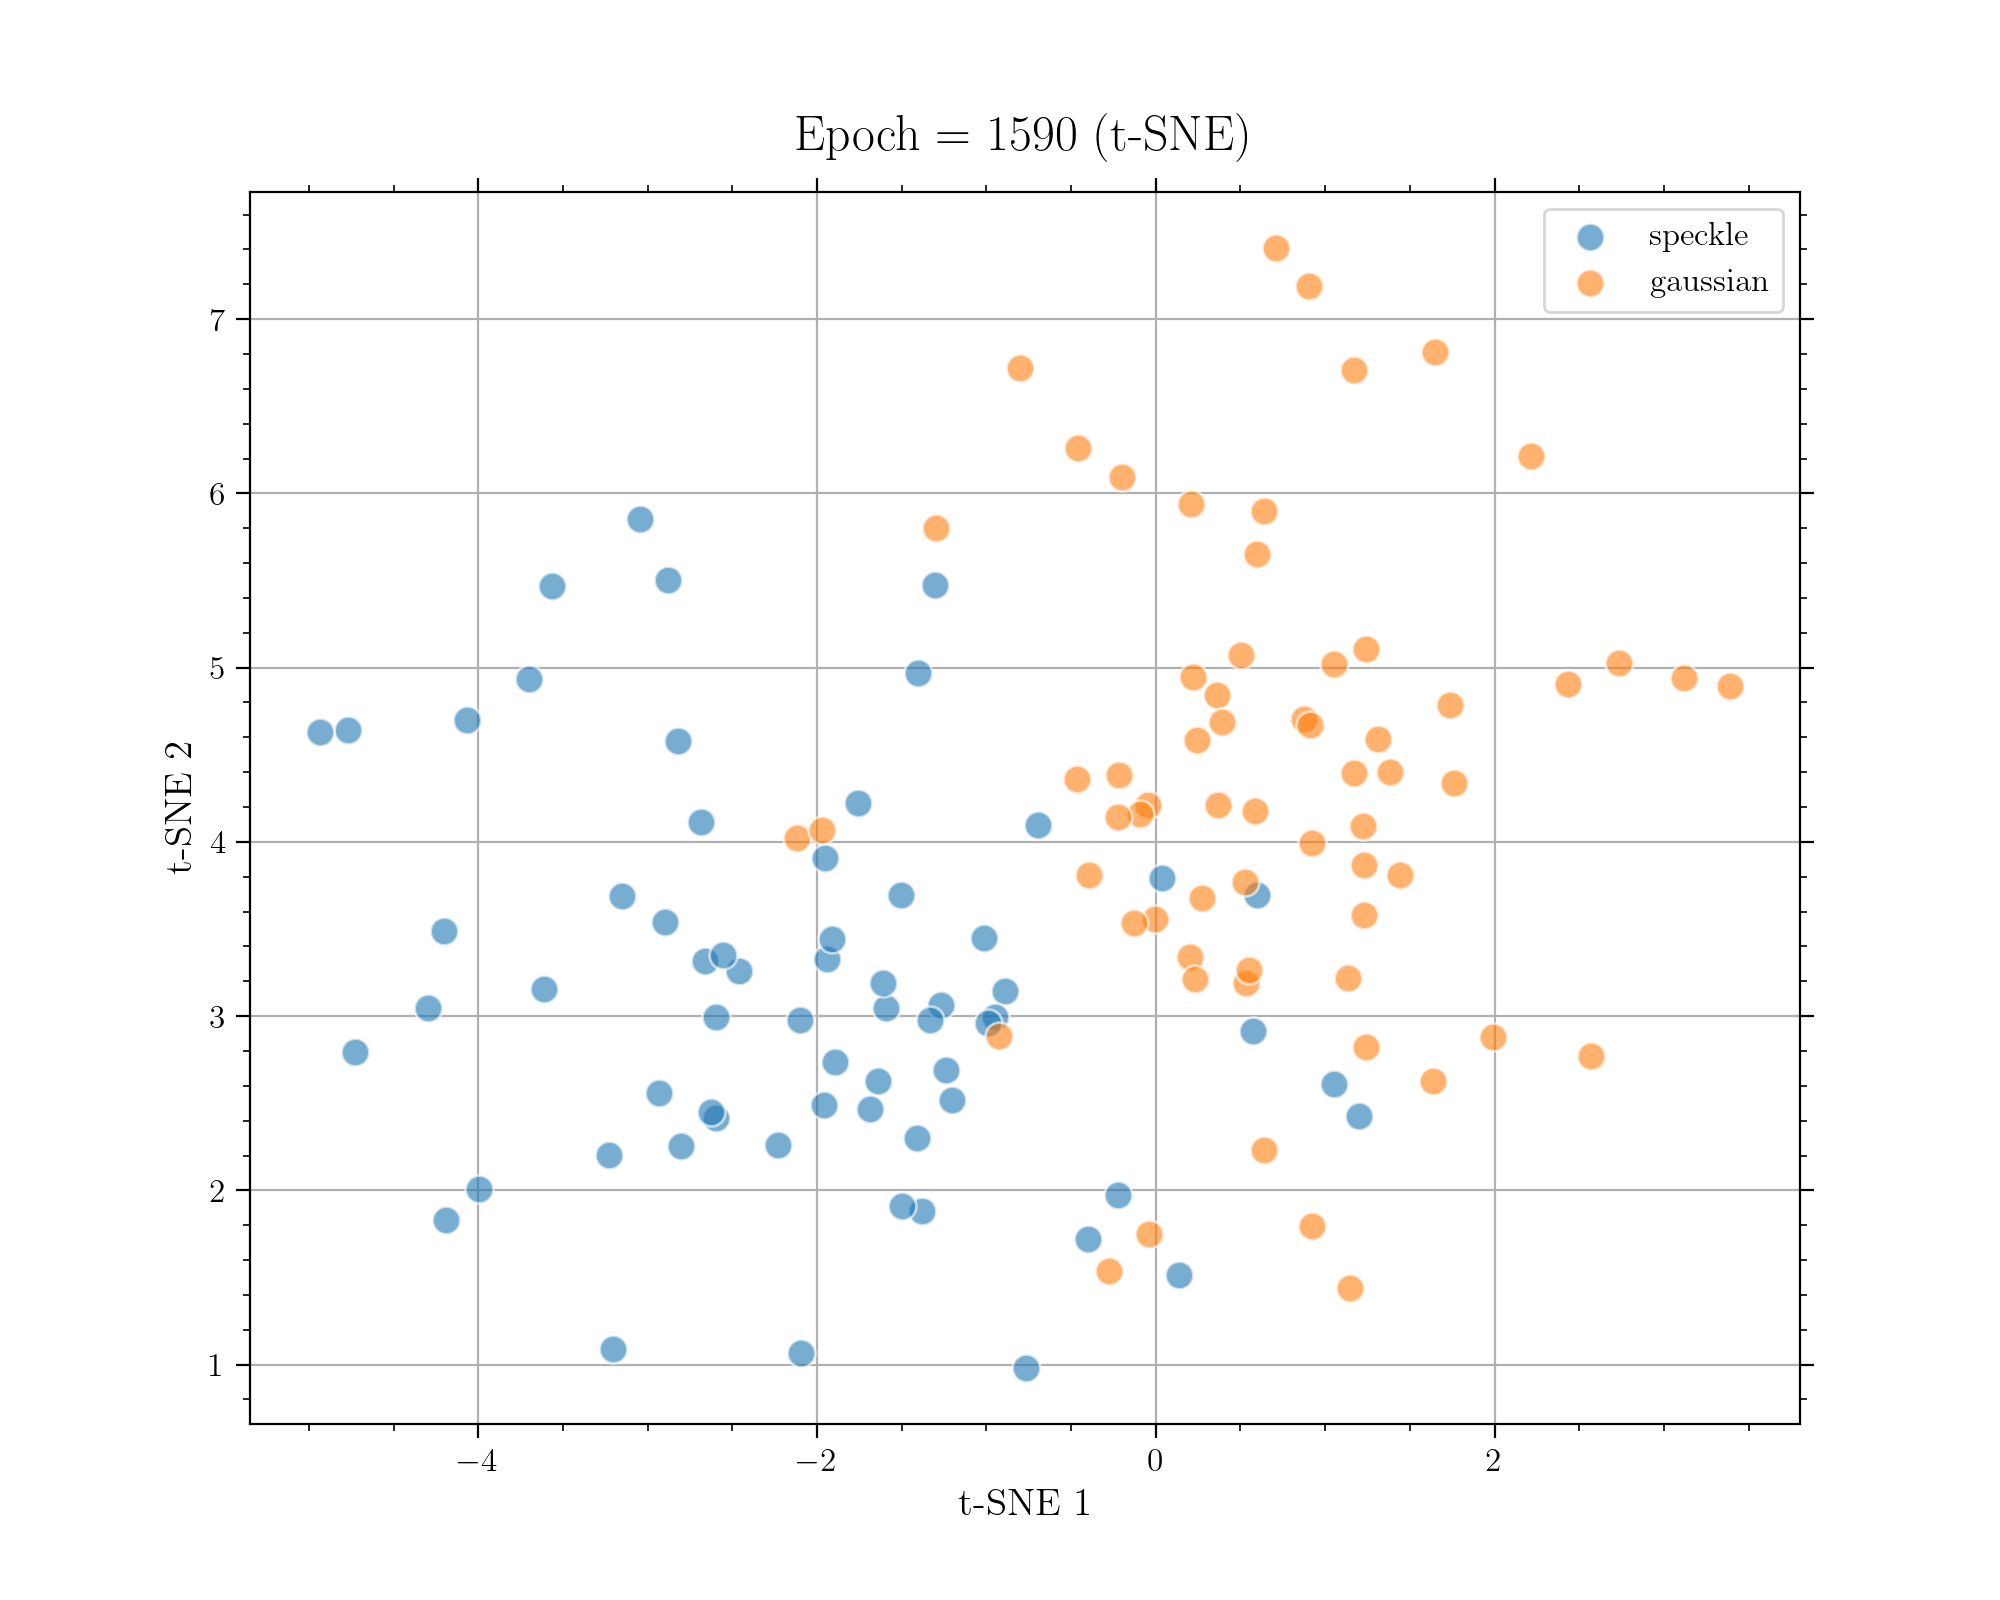 Epoch = 1590 (t-SNE)
speckle
gaussian
7
6
5
4
3
2
1
t-SNE 2
−4
−2
0
2
t-SNE 1